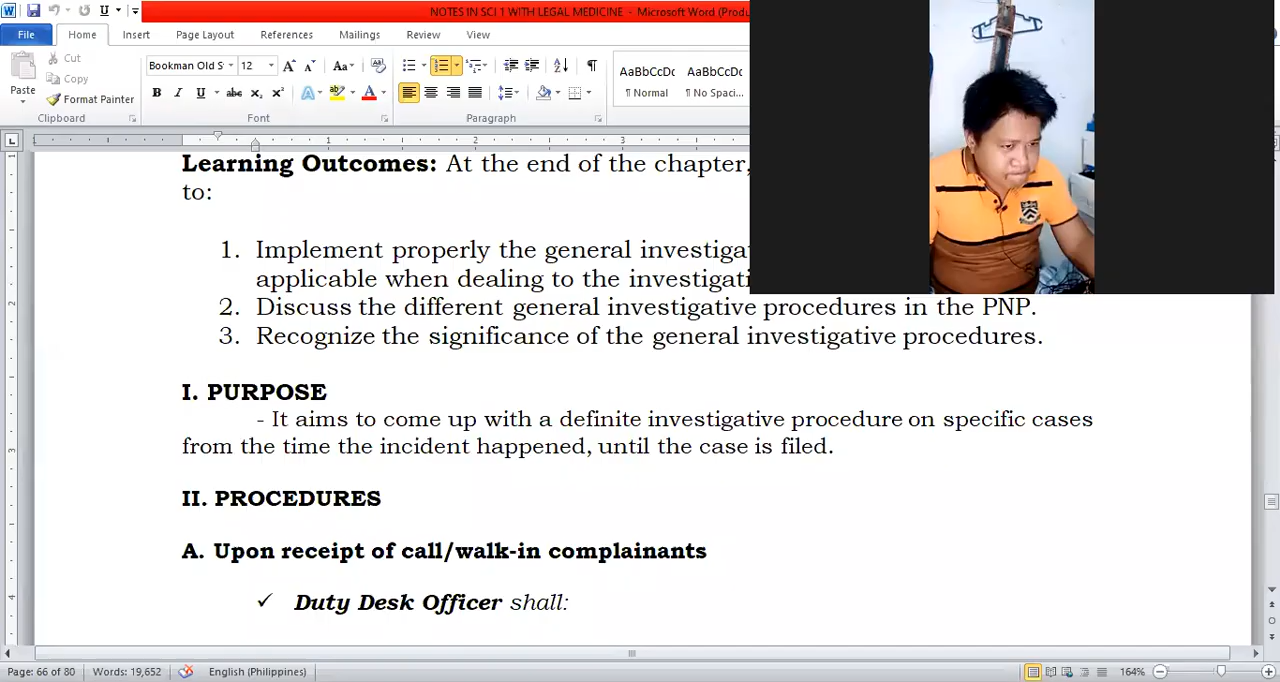 NOTES IN SCI 1 WITH LEGAL MEDICINE - Microsoft Word (Produ
File Home Insert Page Layout References Mailings Review View
Cut
Copy
Paste
Format Painter
Clipboard
Bookman Old S 12
Font
Paragraph
AaBbCcDc AaBbCcDc
¶ Normal ¶ No Spaci...
Learning Outcomes: At the end of the chapter,
to:
1. Implement properly the general investigat
applicable when dealing to the investigati
2. Discuss the different general investigative procedures in the PNP.
3. Recognize the significance of the general investigative procedures.
I. PURPOSE
- It aims to come up with a definite investigative procedure on specific cases
from the time the incident happened, until the case is filed.
II. PROCEDURES
A. Upon receipt of call/walk-in complainants
✓ Duty Desk Officer shall:
Page: 66 of 80 Words: 19,652 English (Philippines) 164%